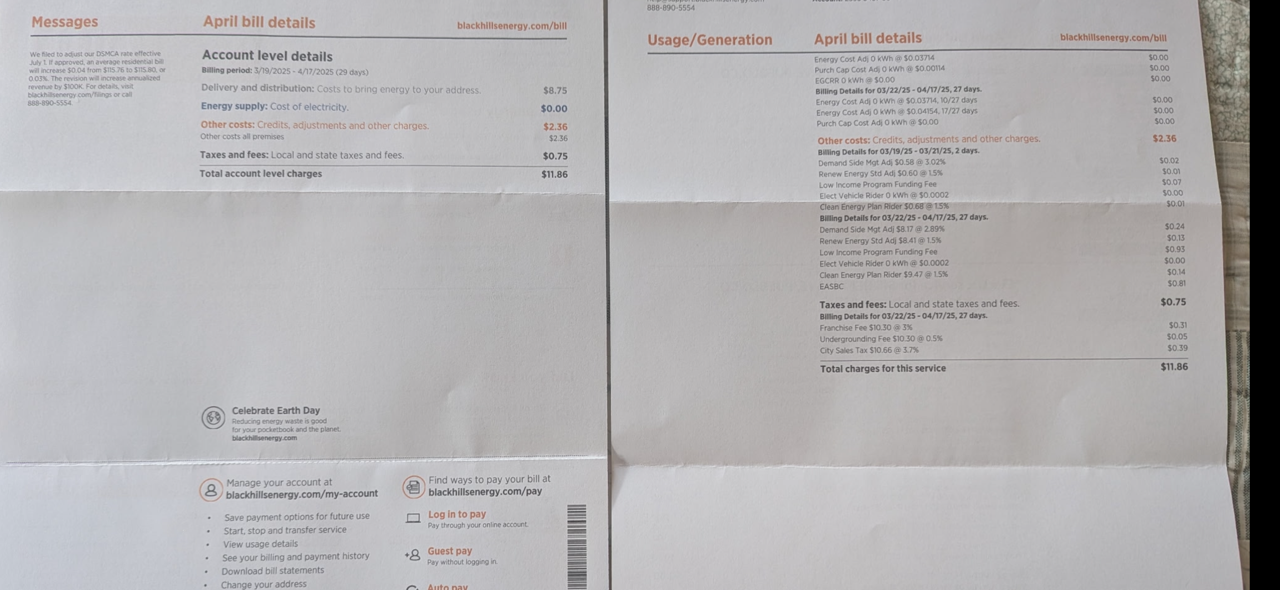 Messages
We filed to adjust our DSMCA rate effective
July 1. If approved, an average residential bill
will increase $0.04 from $115.76 to $115.80, or
0.03%. The revision will increase annualized
revenue by $100K. For details, visit
blackhillsenergy.com/filings or call
888-890-5554.
April bill details
blackhillsenergy.com/bill
Account level details
Billing period: 3/19/2025 - 4/17/2025 (29 days)
Delivery and distribution: Costs to bring energy to your address. $8.75
Energy supply: Cost of electricity. $0.00
Other costs: Credits, adjustments and other charges. $2.36
Other costs all premises $2.36
Taxes and fees: Local and state taxes and fees. $0.75
Total account level charges $11.86
Celebrate Earth Day
Reducing energy waste is good
for your pocketbook and the planet.
blackhillsenergy.com
Manage your account at
blackhillsenergy.com/my-account
• Save payment options for future use
• Start, stop and transfer service
• View usage details
• See your billing and payment history
• Download bill statements
• Change your address
Find ways to pay your bill at
blackhillsenergy.com/pay
Log in to pay
Pay through your online account.
Guest pay
Pay without logging in.
Auto pay
888-890-5554
Usage/Generation
April bill details
blackhillsenergy.com/bill
Energy Cost Adj 0 kWh @ $0.03714 $0.00
Purch Cap Cost Adj 0 kWh @ $0.00114 $0.00
EGCRR 0 kWh @ $0.00 $0.00
Billing Details for 03/22/25 - 04/17/25, 27 days.
Energy Cost Adj 0 kWh @ $0.03714, 10/27 days $0.00
Energy Cost Adj 0 kWh @ $0.04154, 17/27 days $0.00
Purch Cap Cost Adj 0 kWh @ $0.00 $0.00
Other costs: Credits, adjustments and other charges. $2.36
Billing Details for 03/19/25 - 03/21/25, 2 days.
Demand Side Mgt Adj $0.58 @ 3.02% $0.02
Renew Energy Std Adj $0.60 @ 1.5% $0.01
Low Income Program Funding Fee $0.07
Elect Vehicle Rider 0 kWh @ $0.0002 $0.00
Clean Energy Plan Rider $0.68 @ 1.5% $0.01
Billing Details for 03/22/25 - 04/17/25, 27 days.
Demand Side Mgt Adj $8.17 @ 2.89% $0.24
Renew Energy Std Adj $8.41 @ 1.5% $0.13
Low Income Program Funding Fee $0.93
Elect Vehicle Rider 0 kWh @ $0.0002 $0.00
Clean Energy Plan Rider $9.47 @ 1.5% $0.14
EASBC $0.81
Taxes and fees: Local and state taxes and fees. $0.75
Billing Details for 03/22/25 - 04/17/25, 27 days.
Franchise Fee $10.30 @ 3% $0.31
Undergrounding Fee $10.30 @ 0.5% $0.05
City Sales Tax $10.66 @ 3.7% $0.39
Total charges for this service $11.86